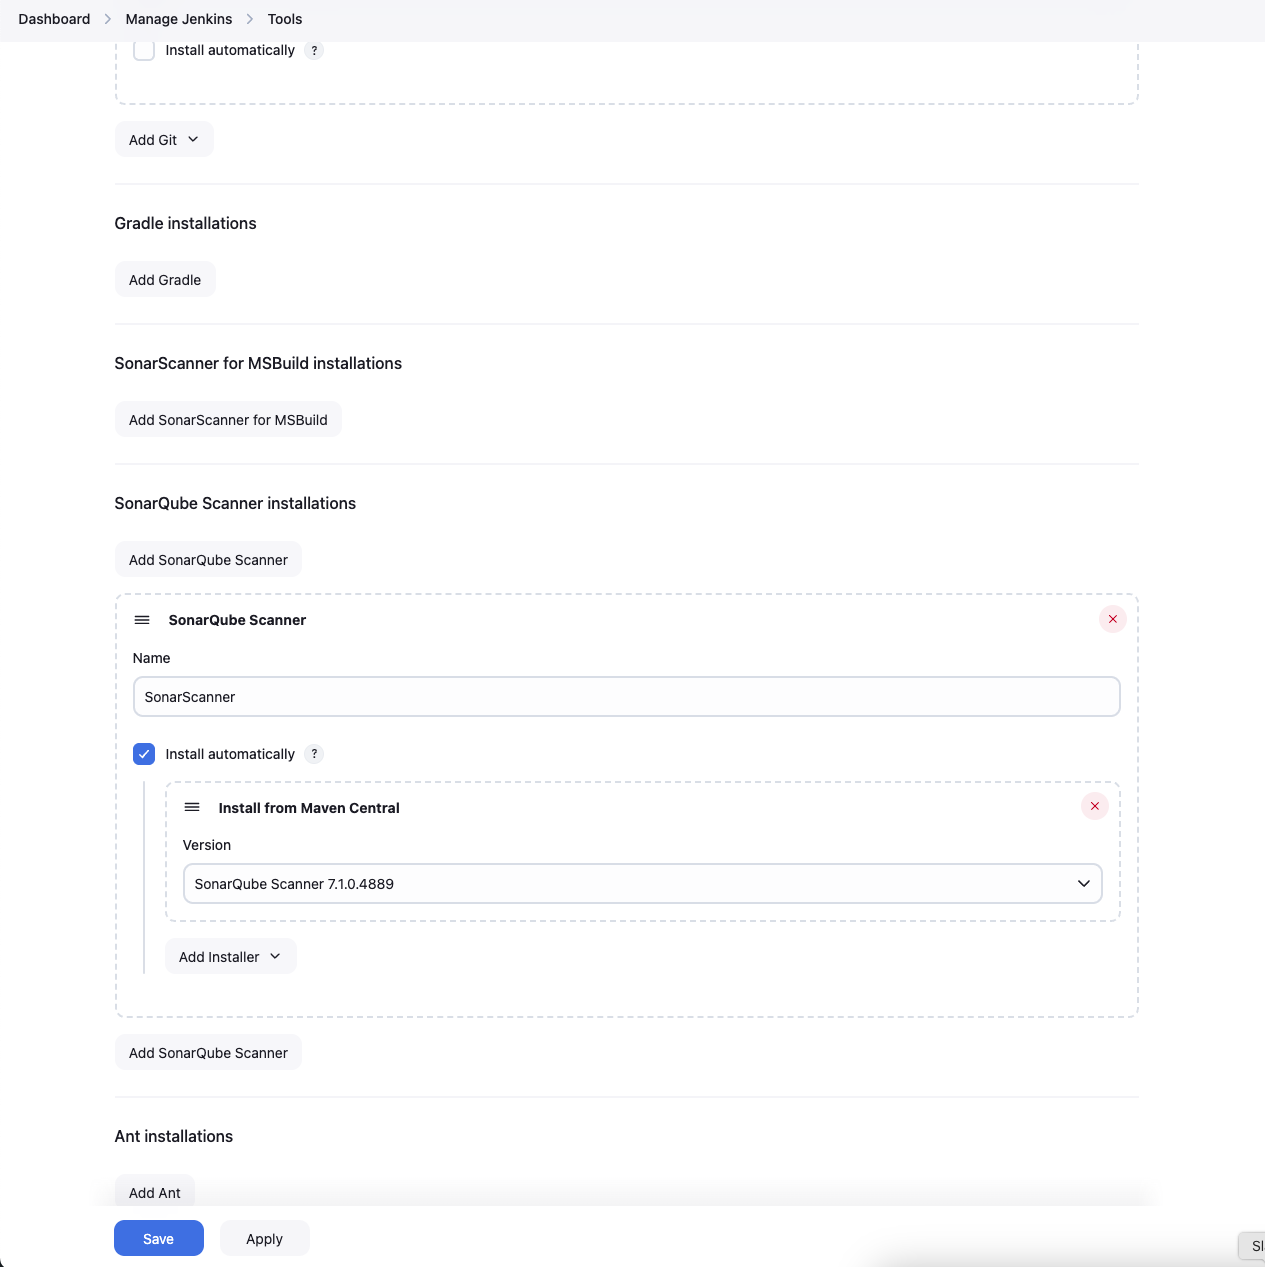 Dashboard > Manage Jenkins > Tools
Install automatically ?
Add Git
Gradle installations
Add Gradle
SonarScanner for MSBuild installations
Add SonarScanner for MSBuild
SonarQube Scanner installations
Add SonarQube Scanner
SonarQube Scanner
Name
SonarScanner
Install automatically ?
Install from Maven Central
Version
SonarQube Scanner 7.1.0.4889
Add Installer
Add SonarQube Scanner
Ant installations
Add Ant
Save Apply